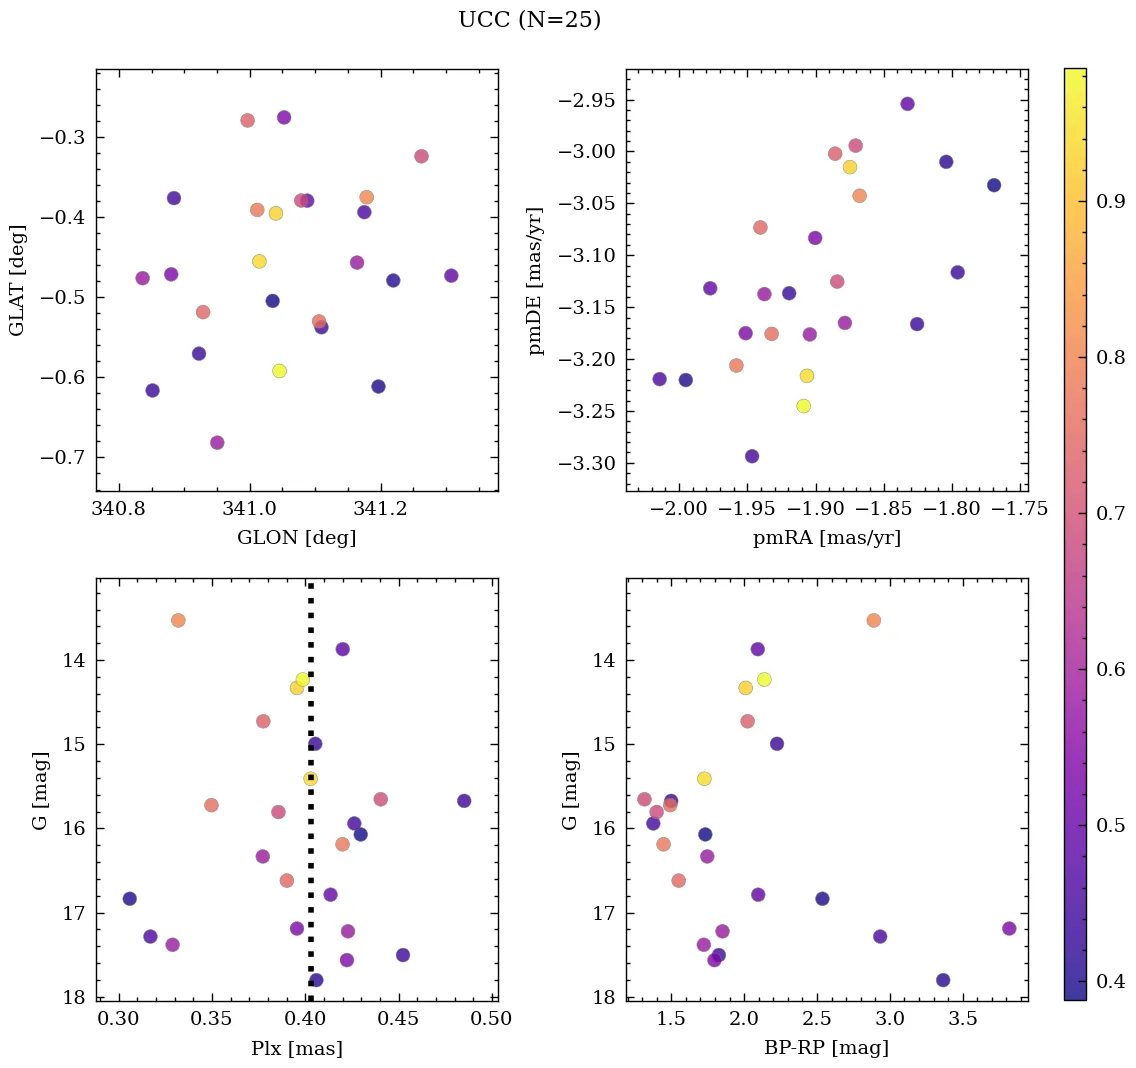 UCC (N=25)
−0.3
−0.4
−0.5
−0.6
−0.7
GLAT [deg]
340.8 341.0 341.2
GLON [deg]
−2.95
−3.00
−3.05
−3.10
−3.15
−3.20
−3.25
−3.30
pmDE [mas/yr]
−2.00 −1.95 −1.90 −1.85 −1.80 −1.75
pmRA [mas/yr]
14
15
16
17
18
G [mag]
0.30 0.35 0.40 0.45 0.50
Plx [mas]
14
15
16
17
18
G [mag]
1.5 2.0 2.5 3.0 3.5
BP-RP [mag]
0.9
0.8
0.7
0.6
0.5
0.4